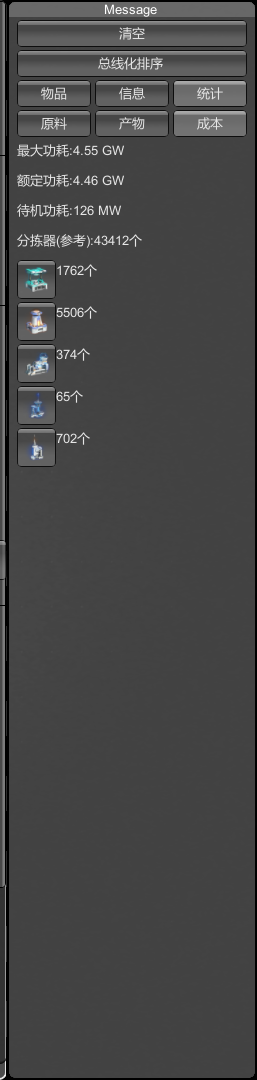 Message
清空
总线化排序
物品 信息 统计
原料 产物 成本
最大功耗:4.55 GW
额定功耗:4.46 GW
待机功耗:126 MW
分拣器(参考):43412个
1762个
5506个
374个
65个
702个